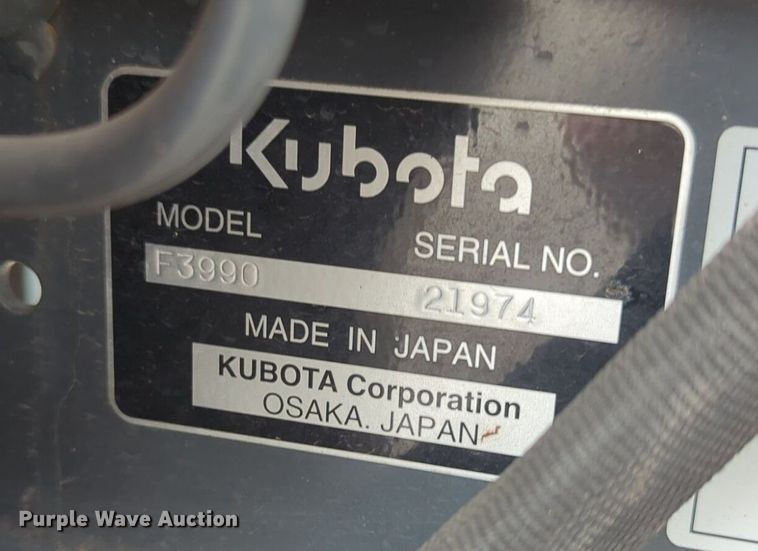 Kubota
MODEL
SERIAL NO.
F3990
21974
MADE IN JAPAN
KUBOTA Corporation
OSAKA. JAPAN
Purple Wave Auction